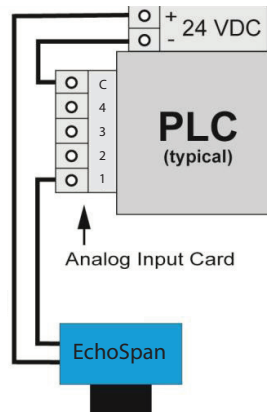 + 24 VDC
-
C
4
3
2
1
PLC
(typical)
Analog Input Card
EchoSpan